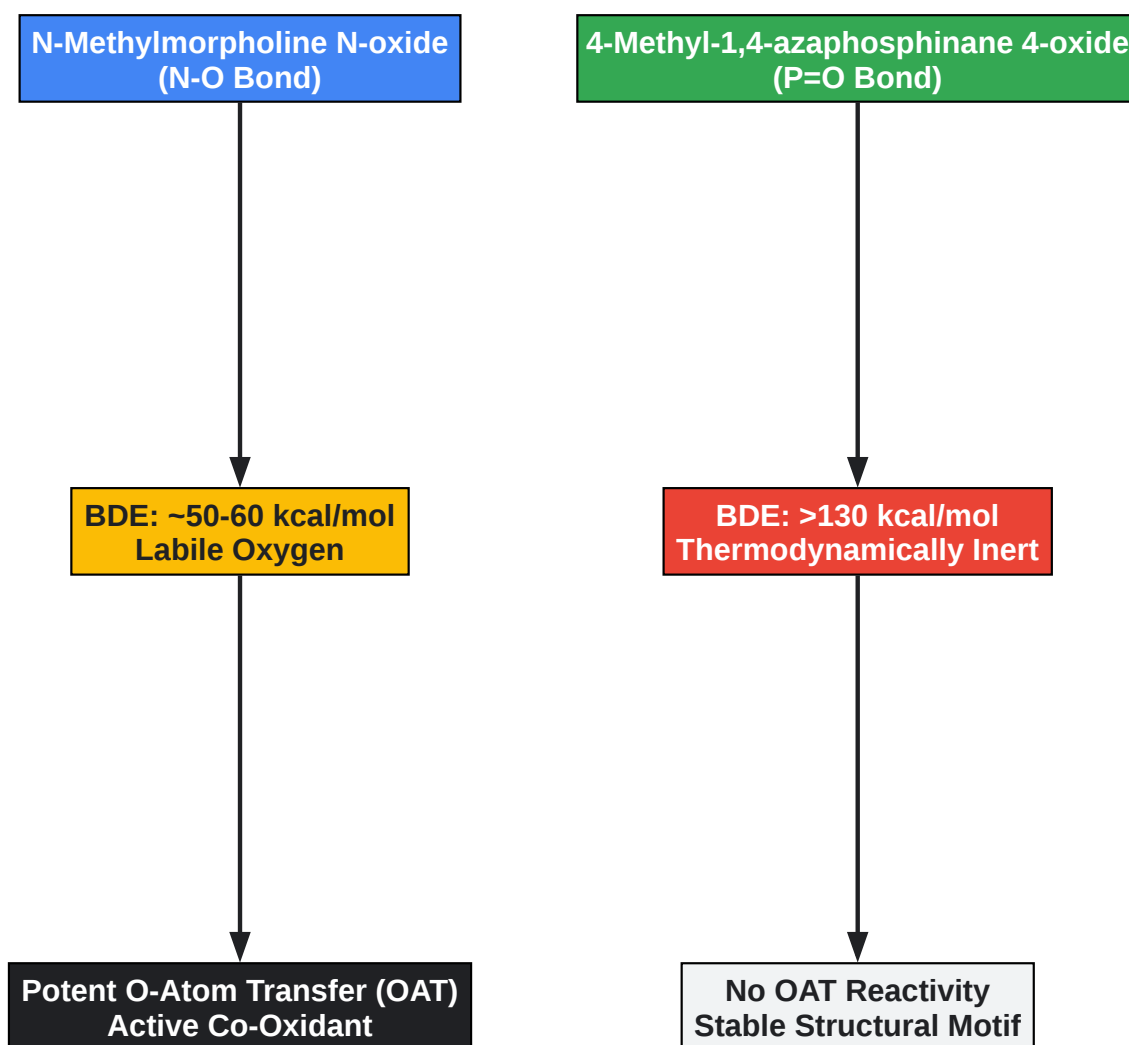 N-Methylmorpholine N-oxide
(N-O Bond)
4-Methyl-1,4-azaphosphinane 4-oxide
(P=O Bond)
BDE: ~50-60 kcal/mol
Labile Oxygen
BDE: >130 kcal/mol
Thermodynamically Inert
Potent O-Atom Transfer (OAT)
Active Co-Oxidant
No OAT Reactivity
Stable Structural Motif